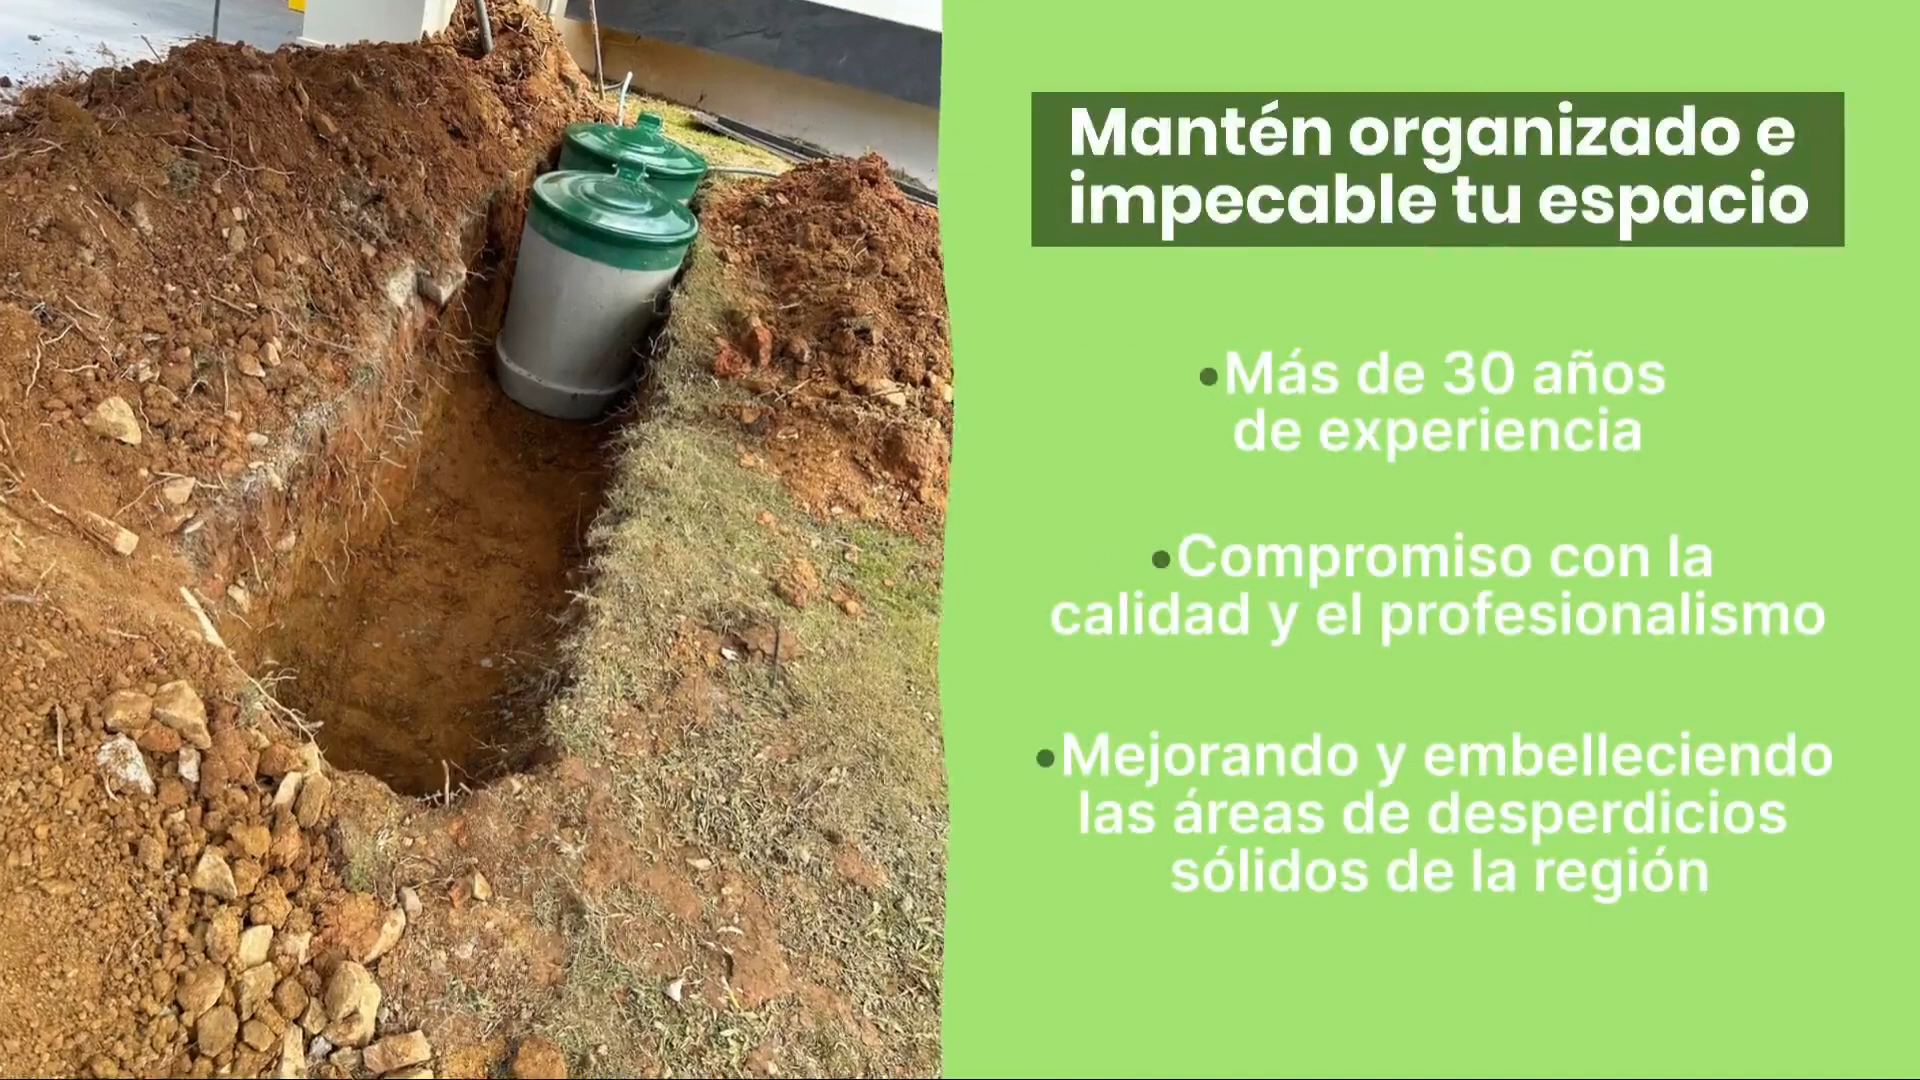 Mantén organizado e
impecable tu espacio
•Más de 30 años
de experiencia
•Compromiso con la
calidad y el profesionalismo
•Mejorando y embelleciendo
las áreas de desperdicios
sólidos de la región